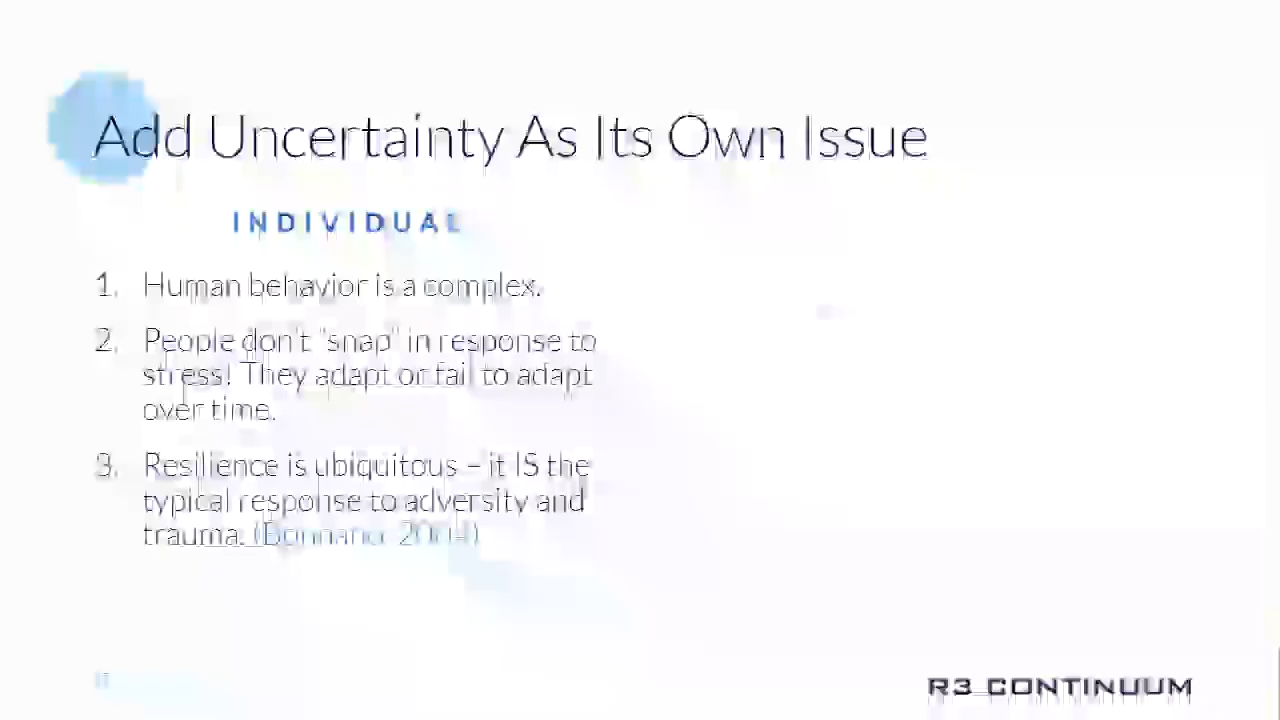 Add Uncertainty As Its Own Issue
INDIVIDUAL
1. Human behavior is a complex.
2. People don't "snap" in response to
stress! They adapt or fail to adapt
over time.
3. Resilience is ubiquitous – it IS the
typical response to adversity and
trauma. (Bonnano, 2004)
R3 CONTINUUM